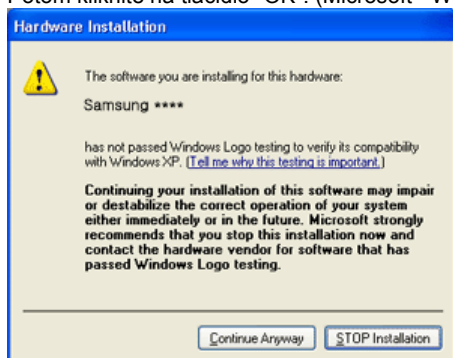 Hardware Installation
The software you are installing for this hardware:
Samsung ****
has not passed Windows Logo testing to verify its compatibility
with Windows XP. (Tell me why this testing is important.)
Continuing your installation of this software may impair
or destabilize the correct operation of your system
either immediately or in the future. Microsoft strongly
recommends that you stop this installation now and
contact the hardware vendor for software that has
passed Windows Logo testing.
Continue Anyway
STOP Installation